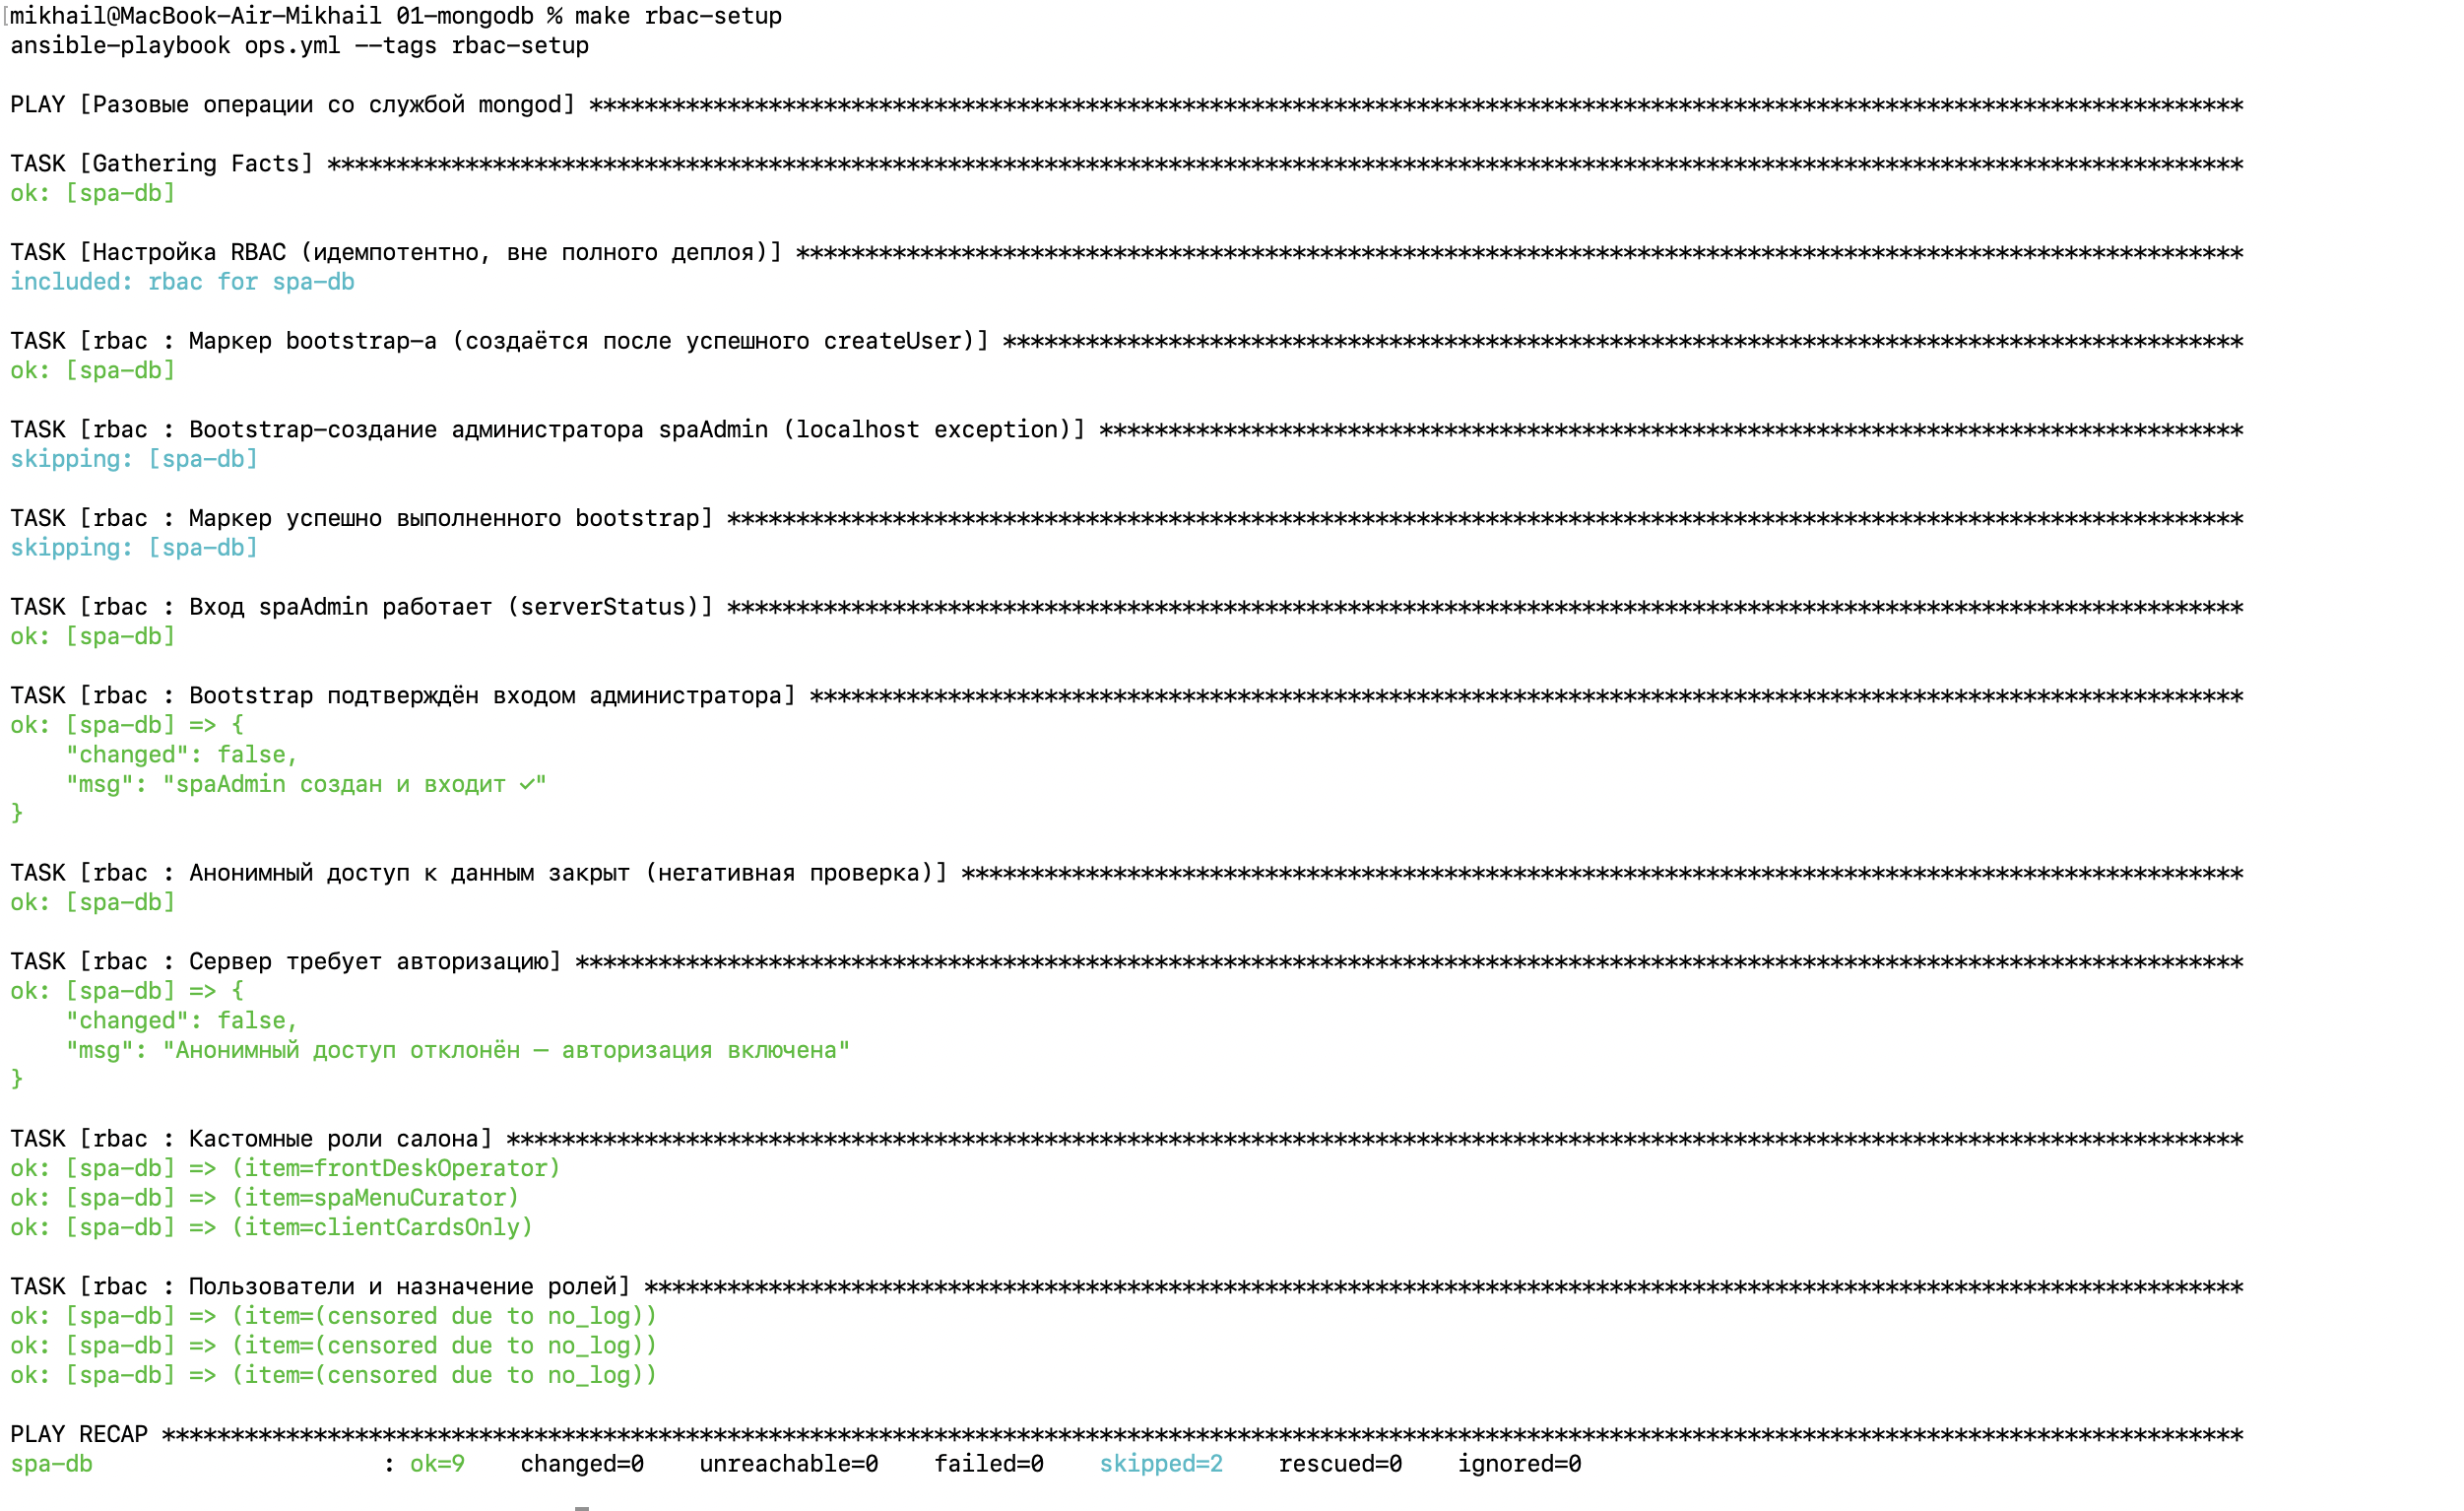 mikhail@MacBook-Air-Mikhail 01-mongodb % make rbac-setup
ansible-playbook ops.yml --tags rbac-setup
PLAY [Разовые операции со службой mongod] ************************************************************************************************************************
TASK [Gathering Facts] *******************************************************************************************************************************************
ok: [spa-db]
TASK [Настройка RBAC (идемпотентно, вне полного деплоя)] *********************************************************************************************************
included: rbac for spa-db
TASK [rbac : Маркер bootstrap-а (создаётся после успешного createUser)] ******************************************************************************************
ok: [spa-db]
TASK [rbac : Bootstrap-создание администратора spaAdmin (localhost exception)] ***********************************************************************************
skipping: [spa-db]
TASK [rbac : Маркер успешно выполненного bootstrap] **************************************************************************************************************
skipping: [spa-db]
TASK [rbac : Вход spaAdmin работает (serverStatus)] **************************************************************************************************************
ok: [spa-db]
TASK [rbac : Bootstrap подтверждён входом администратора] ********************************************************************************************************
ok: [spa-db] => {
    "changed": false,
    "msg": "spaAdmin создан и входит ✓"
}
TASK [rbac : Анонимный доступ к данным закрыт (негативная проверка)] *********************************************************************************************
ok: [spa-db]
TASK [rbac : Сервер требует авторизацию] *************************************************************************************************************************
ok: [spa-db] => {
    "changed": false,
    "msg": "Анонимный доступ отклонён — авторизация включена"
}
TASK [rbac : Кастомные роли салона] ******************************************************************************************************************************
ok: [spa-db] => (item=frontDeskOperator)
ok: [spa-db] => (item=spaMenuCurator)
ok: [spa-db] => (item=clientCardsOnly)
TASK [rbac : Пользователи и назначение ролей] ********************************************************************************************************************
ok: [spa-db] => (item=(censored due to no_log))
ok: [spa-db] => (item=(censored due to no_log))
ok: [spa-db] => (item=(censored due to no_log))
PLAY RECAP *******************************************************************************************************************************************************
spa-db                     : ok=9    changed=0    unreachable=0    failed=0    skipped=2    rescued=0    ignored=0